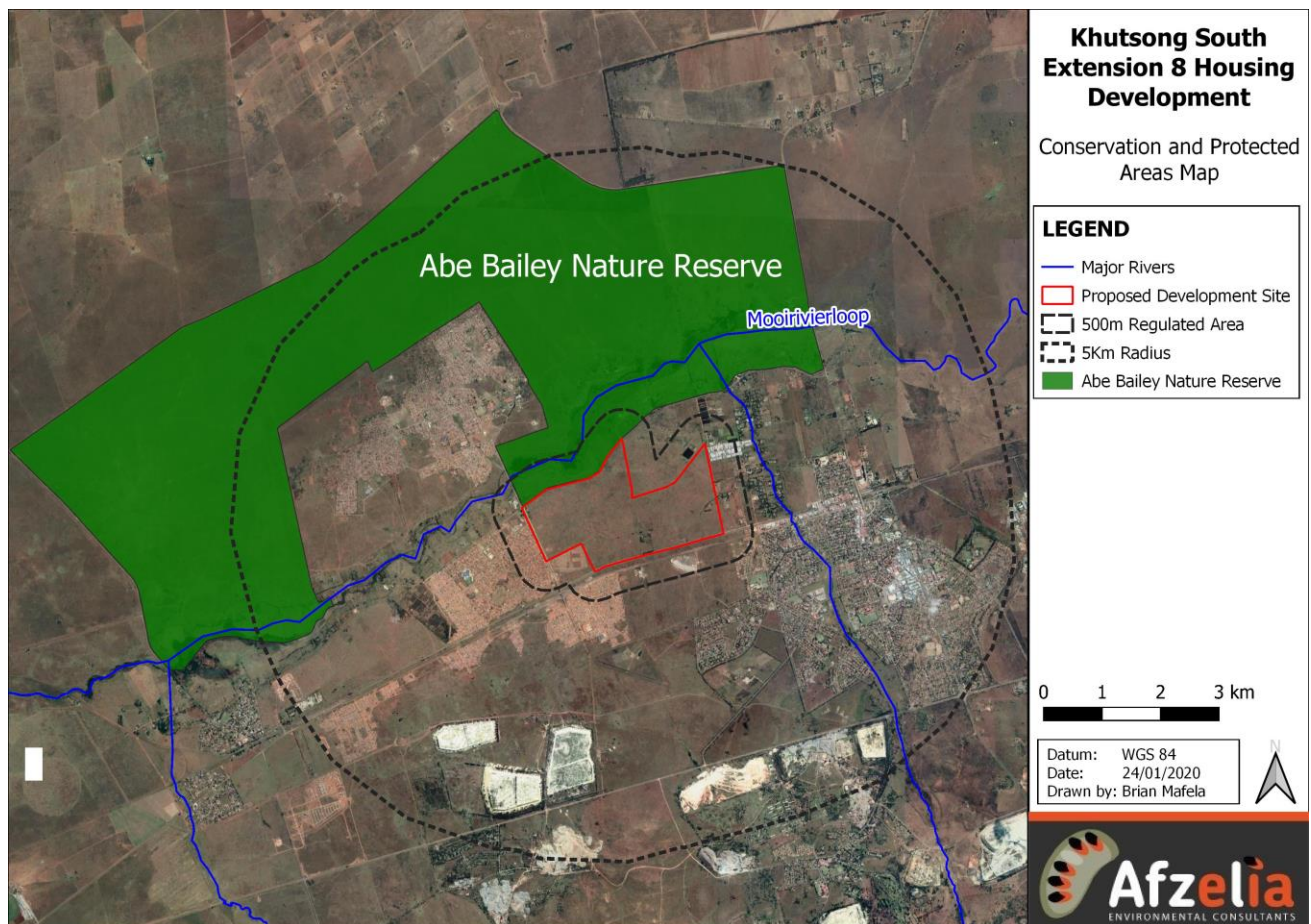 Abe Bailey Nature Reserve
Mooirivierloop
Khutsong South
Extension 8 Housing
Development
Conservation and Protected
Areas Map
LEGEND
Major Rivers
Proposed Development Site
500m Regulated Area
5Km Radius
Abe Bailey Nature Reserve
0 1 2 3 km
Datum: WGS 84
Date: 24/01/2020
Drawn by: Brian Mafela
N
Afzelia
ENVIRONMENTAL CONSULTANTS